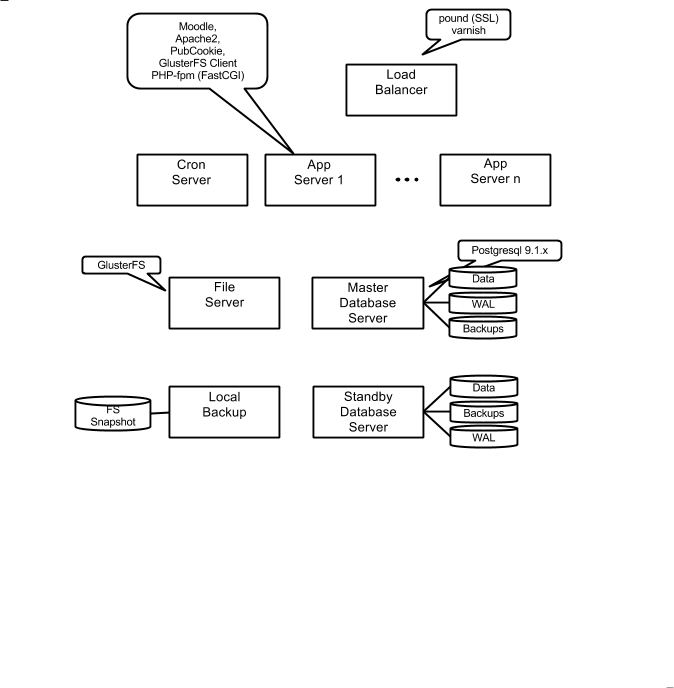 Moodle,
Apache2,
PubCookie,
GlusterFS Client
PHP-fpm (FastCGI)
pound (SSL)
varnish
Load
Balancer
Cron
Server
App
Server 1
...
App
Server n
GlusterFS
File
Server
Postgresql 9.1.x
Master
Database
Server
Data
WAL
Backups
FS
Snapshot
Local
Backup
Standby
Database
Server
Data
Backups
WAL